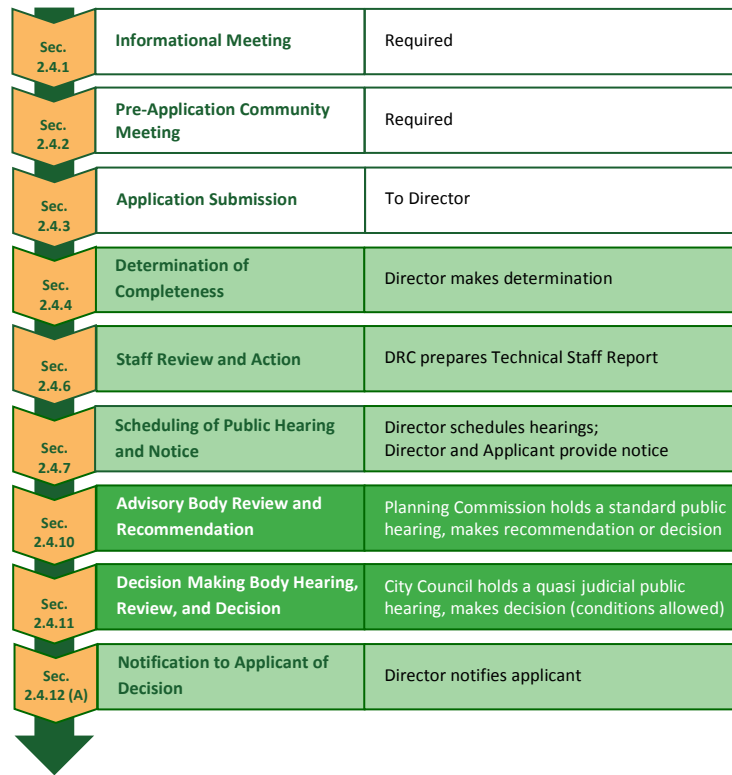 Sec.
2.4.1
Informational Meeting
Required
Sec.
2.4.2
Pre-Application Community
Meeting
Required
Sec.
2.4.3
Application Submission
To Director
Sec.
2.4.4
Determination of
Completeness
Director makes determination
Sec.
2.4.6
Staff Review and Action
DRC prepares Technical Staff Report
Sec.
2.4.7
Scheduling of Public Hearing
and Notice
Director schedules hearings;
Director and Applicant provide notice
Sec.
2.4.10
Advisory Body Review and
Recommendation
Planning Commission holds a standard public
hearing, makes recommendation or decision
Sec.
2.4.11
Decision Making Body Hearing,
Review, and Decision
City Council holds a quasi judicial public
hearing, makes decision (conditions allowed)
Sec.
2.4.12 (A)
Notification to Applicant of
Decision
Director notifies applicant